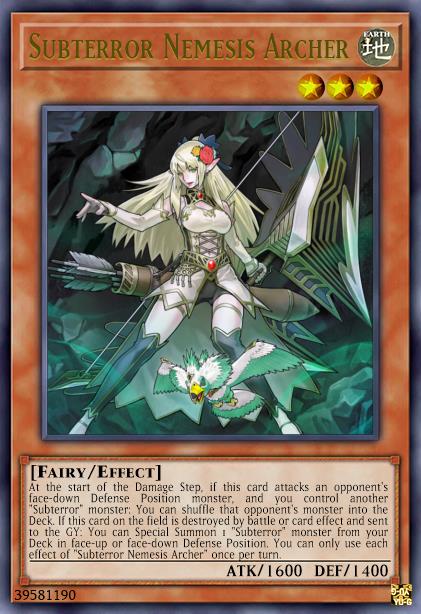 Subterror Nemesis Archer
EARTH
地
[Fairy/Effect]
At the start of the Damage Step, if this card attacks an opponent's
face-down Defense Position monster, and you control another
"Subterror" monster: You can shuffle that opponent's monster into the
Deck. If this card on the field is destroyed by battle or card effect and sent
to the GY: You can Special Summon 1 "Subterror" monster from your
Deck in face-up or face-down Defense Position. You can only use each
effect of "Subterror Nemesis Archer" once per turn.
ATK/1600 DEF/1400
39581190